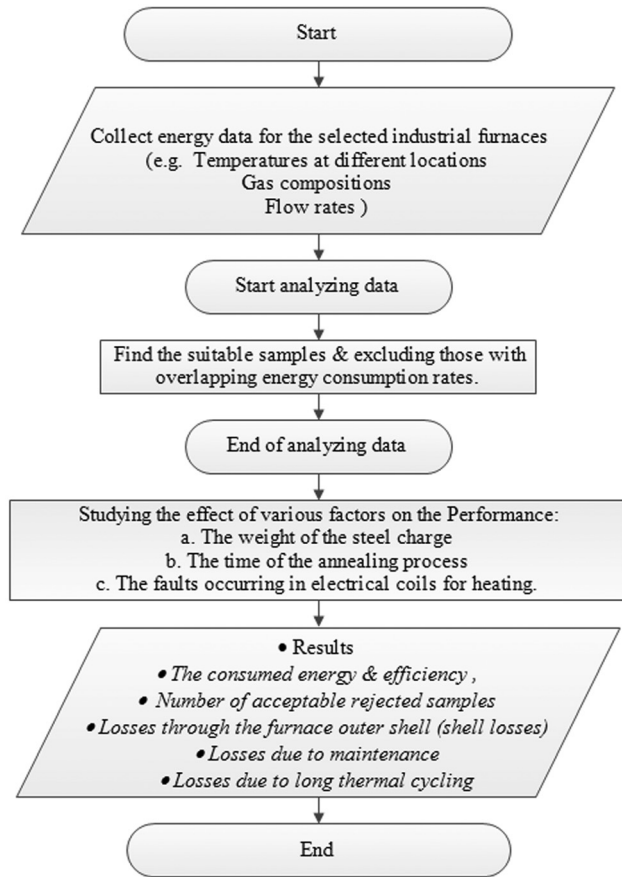 Start
Collect energy data for the selected industrial furnaces
(e.g. Temperatures at different locations
Gas compositions
Flow rates )
Start analyzing data
Find the suitable samples & excluding those with
overlapping energy consumption rates.
End of analyzing data
Studying the effect of various factors on the Performance:
a. The weight of the steel charge
b. The time of the annealing process
c. The faults occurring in electrical coils for heating.
• Results
• The consumed energy & efficiency ,
• Number of acceptable rejected samples
• Losses through the furnace outer shell (shell losses)
• Losses due to maintenance
• Losses due to long thermal cycling
End